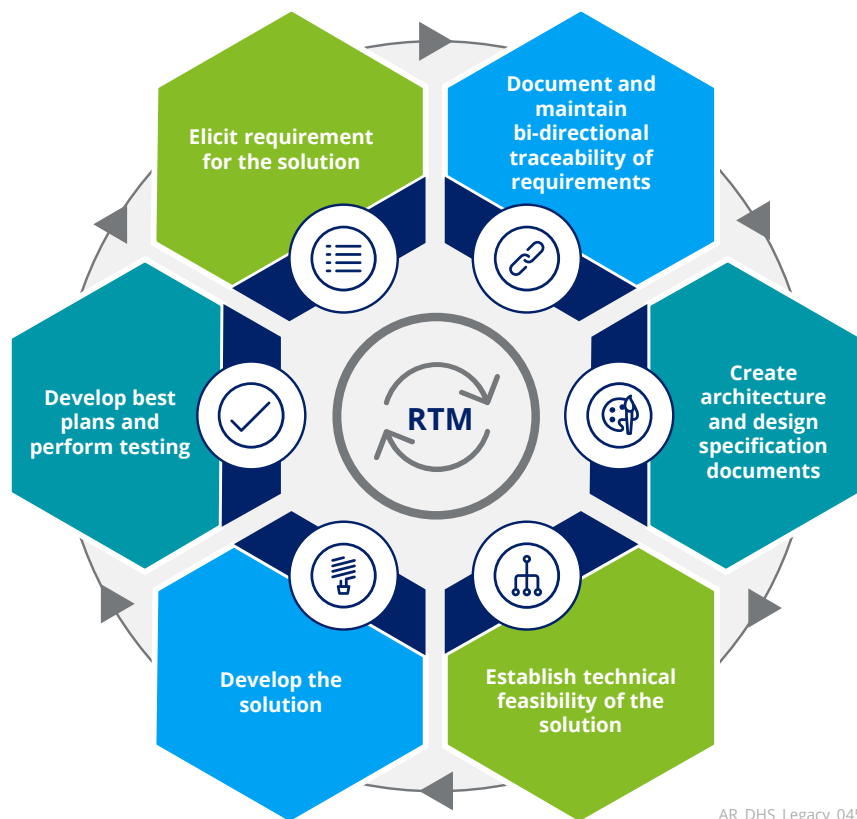 Elicit requirement
for the solution
Document and
maintain
bi-directional
traceability of
requirements
Create
architecture
and design
specification
documents
Establish technical
feasibility of the
solution
Develop the
solution
Develop best
plans and
perform testing
RTM
AR_DHS_Legacy_049